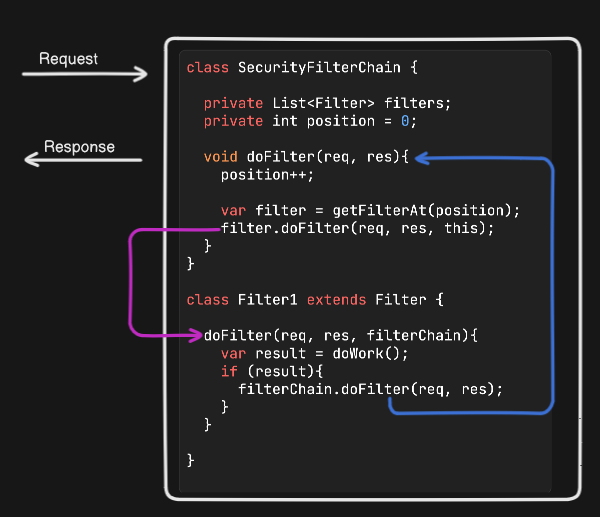 Request
Response
class SecurityFilterChain {
private List<Filter> filters;
private int position = 0;
void doFilter(req, res){
position++;
var filter = getFilterAt(position);
filter.doFilter(req, res, this);
}
}
class Filter1 extends Filter {
doFilter(req, res, filterChain){
var result = doWork();
if (result){
filterChain.doFilter(req, res);
}
}
}